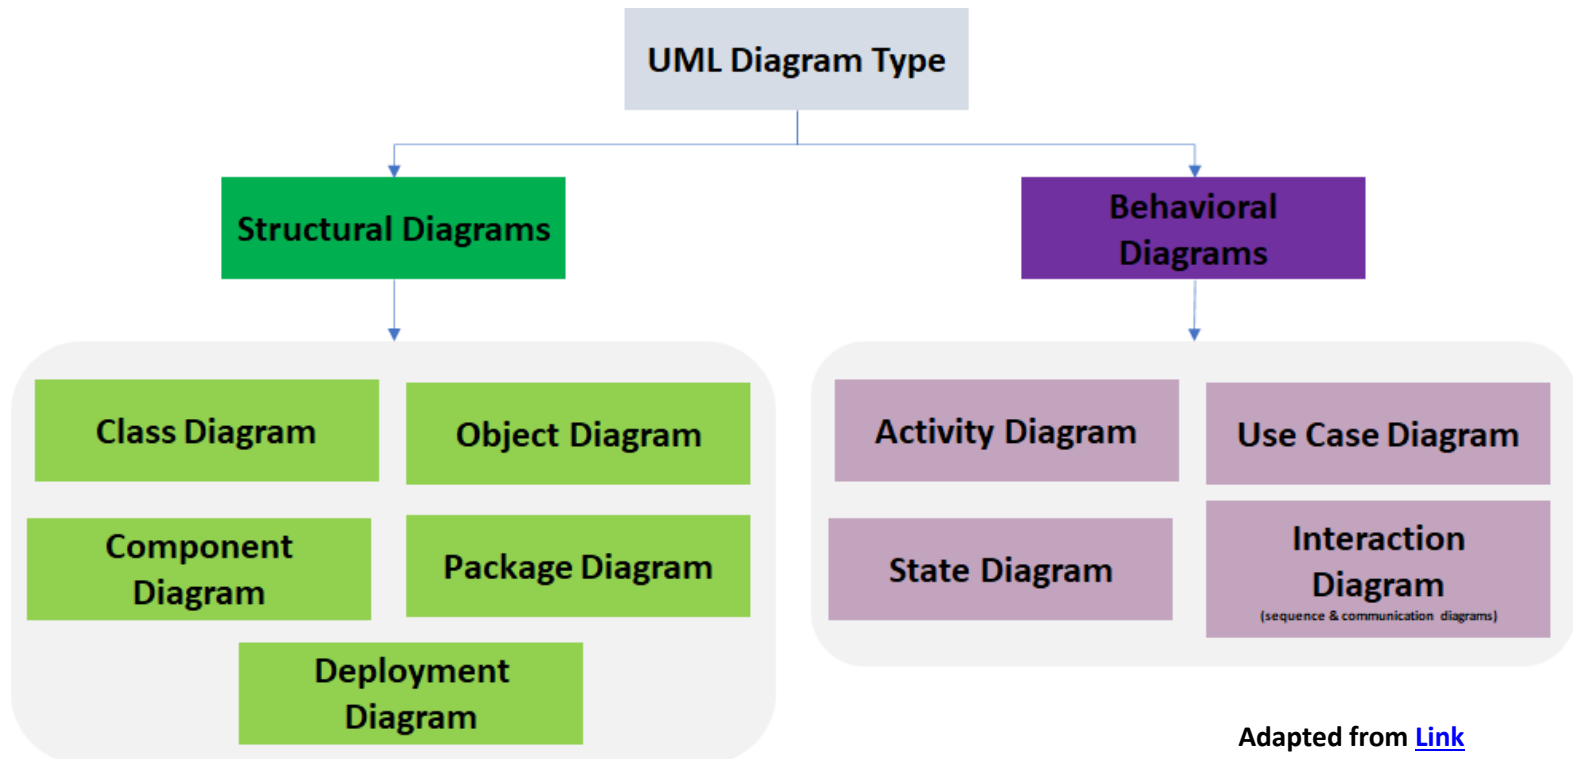 UML Diagram Type
Structural Diagrams
Behavioral
Diagrams
Class Diagram
Object Diagram
Component
Diagram
Package Diagram
Deployment
Diagram
Activity Diagram
Use Case Diagram
State Diagram
Interaction
Diagram
(sequence & communication diagrams)
Adapted from Link